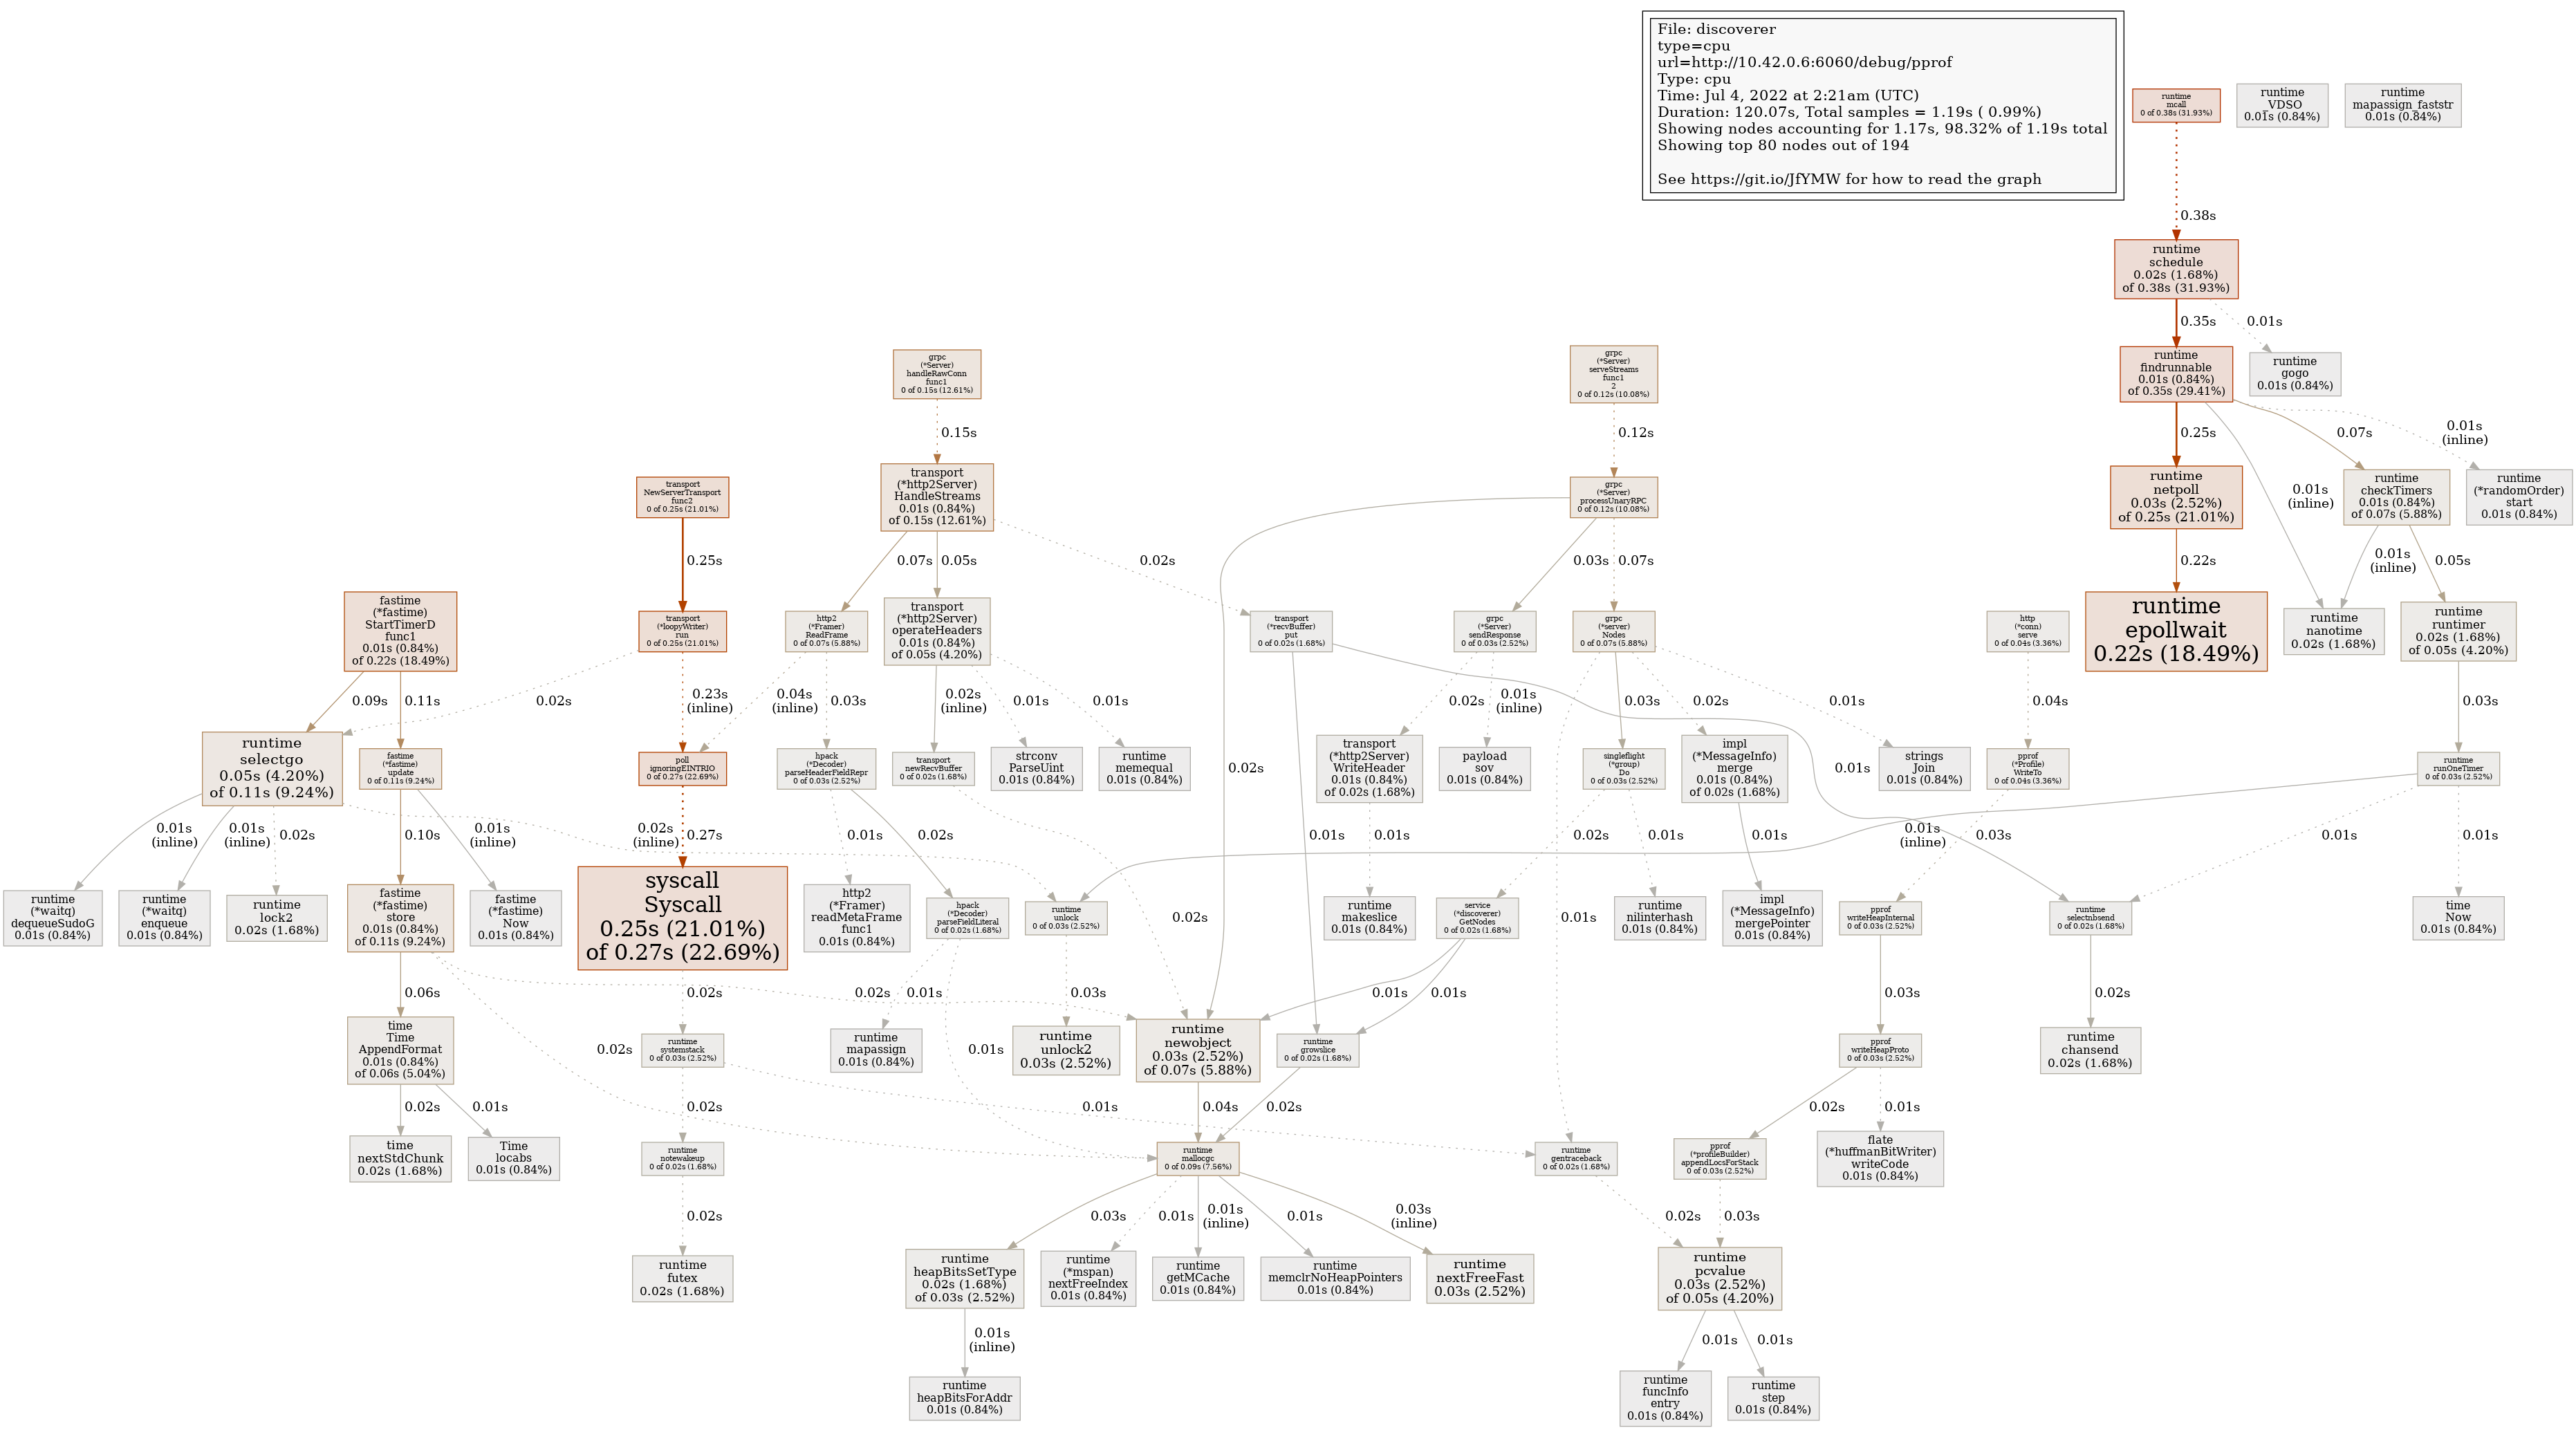 File: discoverer
type=cpu
url=http://10.42.0.6:6060/debug/pprof
Type: cpu
Time: Jul 4, 2022 at 2:21am (UTC)
Duration: 120.07s, Total samples = 1.19s ( 0.99%)
Showing nodes accounting for 1.17s, 98.32% of 1.19s total
Showing top 80 nodes out of 194
See https://git.io/JfYMW for how to read the graph
runtime
mcall
0 of 0.38s (31.93%)
runtime
_VDSO
0.01s (0.84%)
runtime
mapassign_faststr
0.01s (0.84%)
0.38s
runtime
schedule
0.02s (1.68%)
of 0.38s (31.93%)
0.35s
0.01s
grpc
(*Server)
handleRawConn
func1
0 of 0.15s (12.61%)
grpc
(*Server)
serveStreams
func1
2
0 of 0.12s (10.08%)
runtime
findrunnable
0.01s (0.84%)
of 0.35s (29.41%)
runtime
gogo
0.01s (0.84%)
0.15s
0.12s
0.25s
0.07s
0.01s
(inline)
transport
NewServerTransport
func2
0 of 0.25s (21.01%)
transport
(*http2Server)
HandleStreams
0.01s (0.84%)
of 0.15s (12.61%)
grpc
(*Server)
processUnaryRPC
0 of 0.12s (10.08%)
runtime
netpoll
0.03s (2.52%)
of 0.25s (21.01%)
0.01s
(inline)
runtime
checkTimers
0.01s (0.84%)
of 0.07s (5.88%)
runtime
(*randomOrder)
start
0.01s (0.84%)
0.25s
0.07s
0.05s
0.02s
0.03s
0.07s
0.22s
0.01s
(inline)
0.05s
fastime
(*fastime)
StartTimerD
func1
0.01s (0.84%)
of 0.22s (18.49%)
transport
(*loopyWriter)
run
0 of 0.25s (21.01%)
http2
(*Framer)
ReadFrame
0 of 0.07s (5.88%)
transport
(*http2Server)
operateHeaders
0.01s (0.84%)
of 0.05s (4.20%)
transport
(*recvBuffer)
put
0 of 0.02s (1.68%)
grpc
(*Server)
sendResponse
0 of 0.03s (2.52%)
grpc
(*server)
Nodes
0 of 0.07s (5.88%)
http
(*conn)
serve
0 of 0.04s (3.36%)
runtime
epollwait
0.22s (18.49%)
runtime
nanotime
0.02s (1.68%)
runtime
runtimer
0.02s (1.68%)
of 0.05s (4.20%)
0.09s
0.11s
0.02s
0.23s
(inline)
0.04s
(inline)
0.03s
0.02s
(inline)
0.01s
0.01s
0.02s
0.01s
(inline)
0.03s
0.02s
0.01s
0.04s
0.03s
runtime
selectgo
0.05s (4.20%)
of 0.11s (9.24%)
fastime
(*fastime)
update
0 of 0.11s (9.24%)
poll
ignoringEINTRIO
0 of 0.27s (22.69%)
hpack
(*Decoder)
parseHeaderFieldRepr
0 of 0.03s (2.52%)
transport
newRecvBuffer
0 of 0.02s (1.68%)
strconv
ParseUint
0.01s (0.84%)
runtime
memequal
0.01s (0.84%)
0.02s
transport
(*http2Server)
WriteHeader
0.01s (0.84%)
of 0.02s (1.68%)
payload
sov
0.01s (0.84%)
singleflight
(*group)
Do
0 of 0.03s (2.52%)
impl
(*MessageInfo)
merge
0.01s (0.84%)
of 0.02s (1.68%)
0.01s
strings
Join
0.01s (0.84%)
pprof
(*Profile)
WriteTo
0 of 0.04s (3.36%)
runtime
runOneTimer
0 of 0.03s (2.52%)
0.01s
(inline)
0.01s
(inline)
0.02s
0.10s
0.01s
(inline)
0.02s
(inline)
0.27s
0.01s
0.02s
0.01s
0.01s
0.02s
0.01s
0.01s
0.01s
(inline)
0.03s
0.01s
0.01s
runtime
(*waitq)
dequeueSudoG
0.01s (0.84%)
runtime
(*waitq)
enqueue
0.01s (0.84%)
runtime
lock2
0.02s (1.68%)
fastime
(*fastime)
store
0.01s (0.84%)
of 0.11s (9.24%)
fastime
(*fastime)
Now
0.01s (0.84%)
syscall
Syscall
0.25s (21.01%)
of 0.27s (22.69%)
http2
(*Framer)
readMetaFrame
func1
0.01s (0.84%)
hpack
(*Decoder)
parseFieldLiteral
0 of 0.02s (1.68%)
runtime
unlock
0 of 0.03s (2.52%)
0.02s
runtime
makeslice
0.01s (0.84%)
service
(*discoverer)
GetNodes
0 of 0.02s (1.68%)
0.01s
runtime
nilinterhash
0.01s (0.84%)
impl
(*MessageInfo)
mergePointer
0.01s (0.84%)
pprof
writeHeapInternal
0 of 0.03s (2.52%)
runtime
selectnbsend
0 of 0.02s (1.68%)
time
Now
0.01s (0.84%)
0.06s
0.02s
0.02s
0.01s
0.03s
0.01s
0.01s
0.03s
0.02s
time
Time
AppendFormat
0.01s (0.84%)
of 0.06s (5.04%)
0.02s
runtime
systemstack
0 of 0.03s (2.52%)
runtime
mapassign
0.01s (0.84%)
0.01s
runtime
unlock2
0.03s (2.52%)
runtime
newobject
0.03s (2.52%)
of 0.07s (5.88%)
runtime
growslice
0 of 0.02s (1.68%)
pprof
writeHeapProto
0 of 0.03s (2.52%)
runtime
chansend
0.02s (1.68%)
0.02s
0.01s
0.02s
0.01s
0.04s
0.02s
0.02s
0.01s
time
nextStdChunk
0.02s (1.68%)
Time
locabs
0.01s (0.84%)
runtime
notewakeup
0 of 0.02s (1.68%)
runtime
mallocgc
0 of 0.09s (7.56%)
runtime
gentraceback
0 of 0.02s (1.68%)
pprof
(*profileBuilder)
appendLocsForStack
0 of 0.03s (2.52%)
flate
(*huffmanBitWriter)
writeCode
0.01s (0.84%)
0.02s
0.03s
0.01s
0.01s
(inline)
0.01s
0.03s
(inline)
0.02s
0.03s
runtime
futex
0.02s (1.68%)
runtime
heapBitsSetType
0.02s (1.68%)
of 0.03s (2.52%)
runtime
(*mspan)
nextFreeIndex
0.01s (0.84%)
runtime
getMCache
0.01s (0.84%)
runtime
memclrNoHeapPointers
0.01s (0.84%)
runtime
nextFreeFast
0.03s (2.52%)
runtime
pcvalue
0.03s (2.52%)
of 0.05s (4.20%)
0.01s
(inline)
0.01s
0.01s
runtime
heapBitsForAddr
0.01s (0.84%)
runtime
funcInfo
entry
0.01s (0.84%)
runtime
step
0.01s (0.84%)